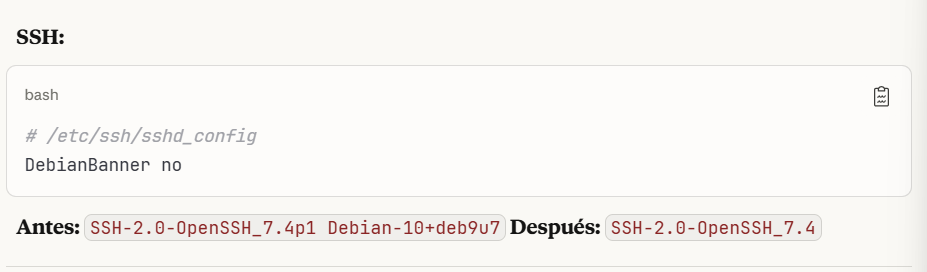 SSH:
bash
# /etc/ssh/sshd_config
DebianBanner no
Antes: SSH-2.0-OpenSSH_7.4p1 Debian-10+deb9u7 Después: SSH-2.0-OpenSSH_7.4